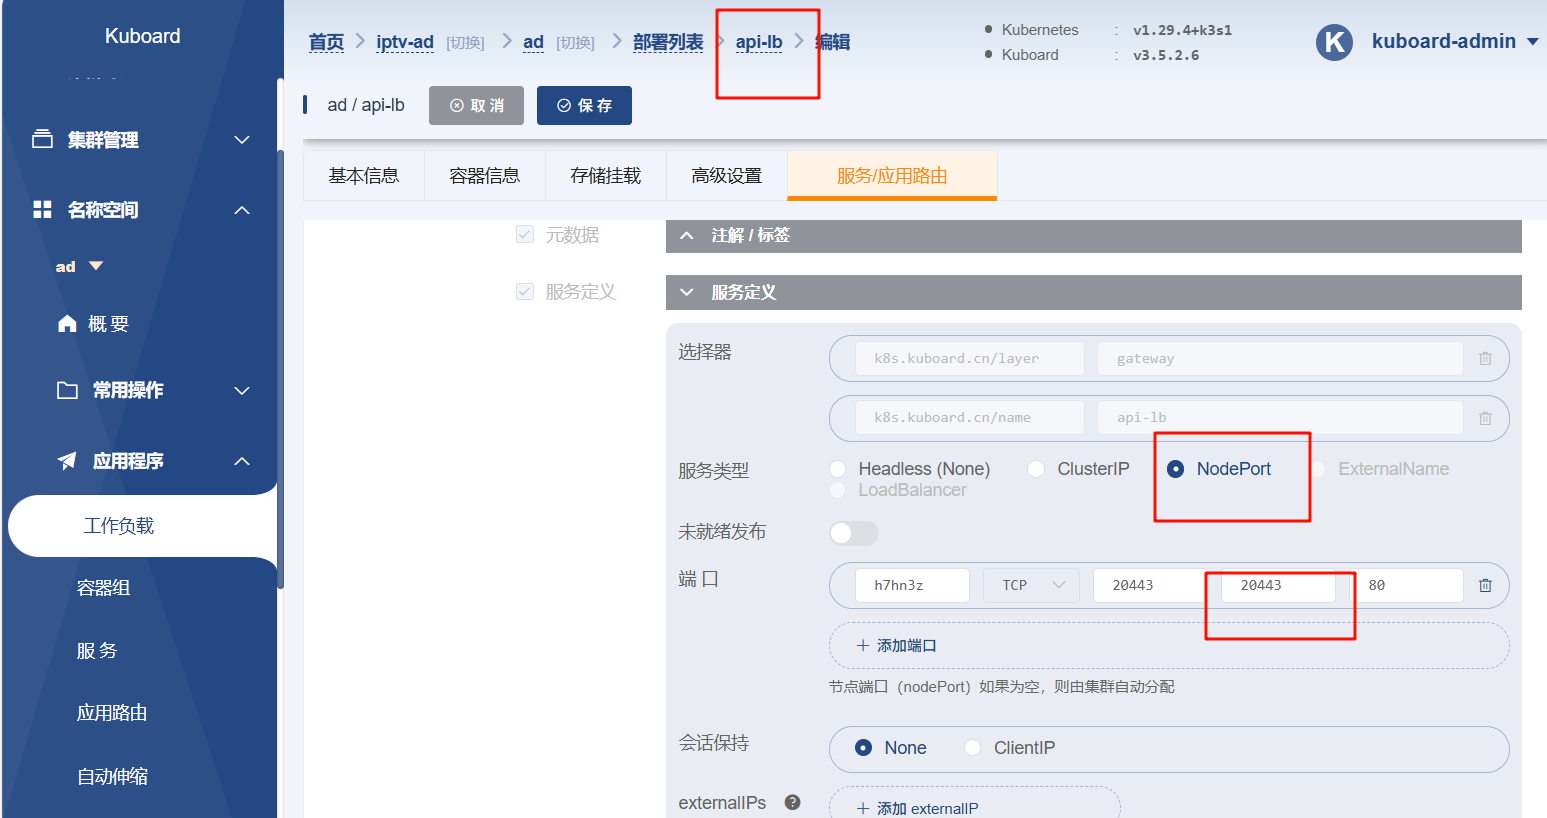 Kuboard
首页 iptv-ad [切换] ad [切换] 部署列表 api-lb 编辑
Kubernetes : v1.29.4+k3s1
Kuboard : v3.5.2.6
K kuboard-admin
ad / api-lb 取 消 保 存
集群管理
名称空间
ad
概 要
常用操作
应用程序
工作负载
容器组
服 务
应用路由
自动伸缩
基本信息 容器信息 存储挂载 高级设置 服务/应用路由
元数据 注解 / 标签
服务定义 服务定义
选择器 k8s.kuboard.cn/layer gateway
k8s.kuboard.cn/name api-lb
服务类型 Headless (None) ClusterIP NodePort ExternalName
LoadBalancer
未就绪发布
端 口 h7hn3z TCP 20443 20443 80
+ 添加端口
节点端口（nodePort）如果为空，则由集群自动分配
会话保持 None ClientIP
externalIPs ? + 添加 externalIP